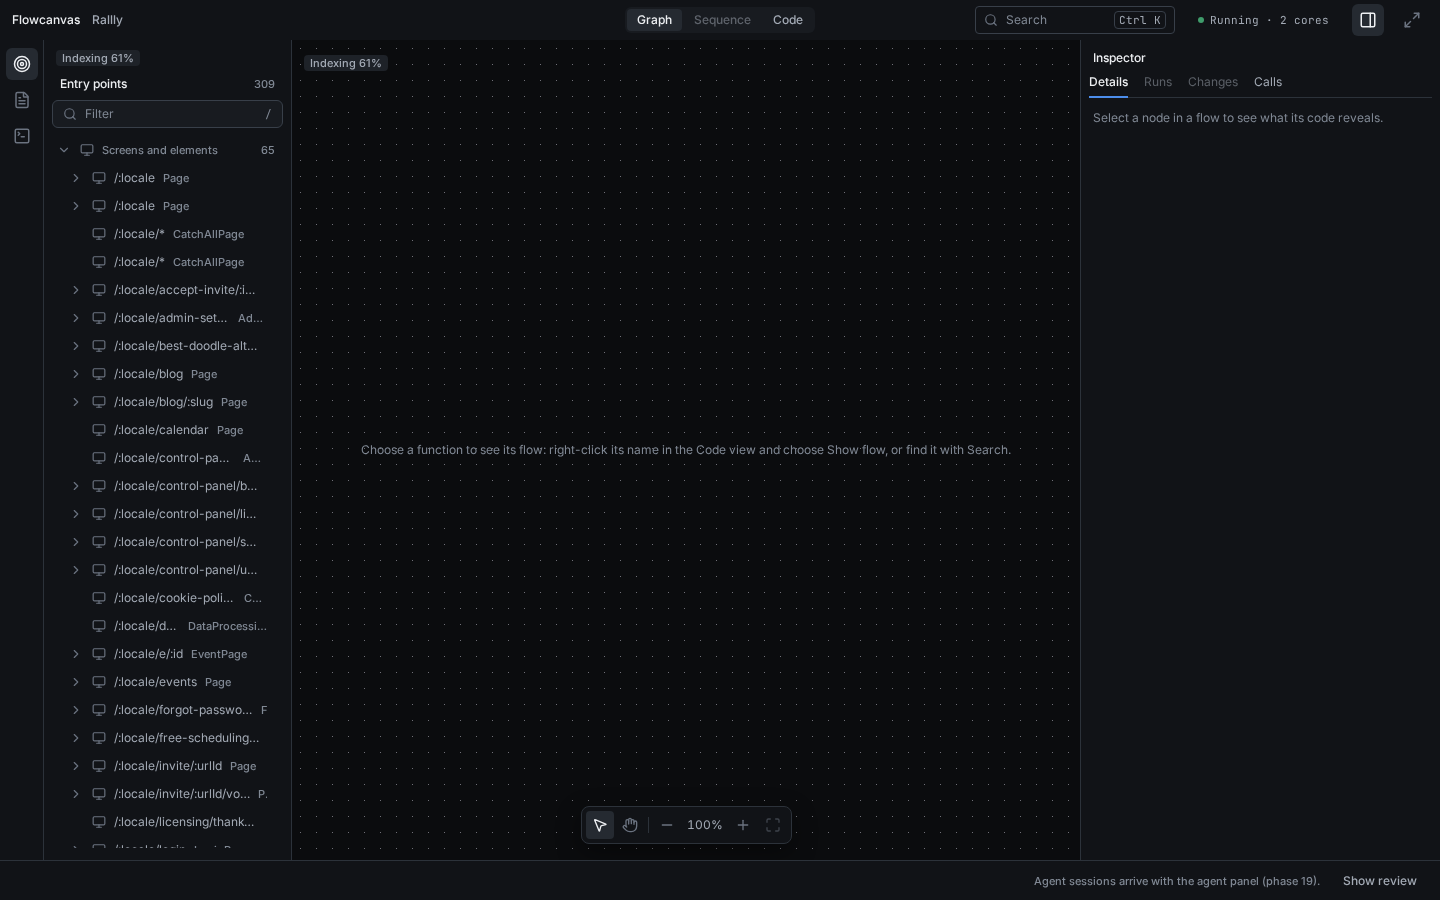 Flowcanvas Rallly
Graph Sequence Code
Search Ctrl K
Running · 2 cores
Indexing 61%
Entry points 309
Filter /
Screens and elements 65
/:locale Page
/:locale Page
/:locale/* CatchAllPage
/:locale/* CatchAllPage
/:locale/accept-invite/:i...
/:locale/admin-set... Ad...
/:locale/best-doodle-alt...
/:locale/blog Page
/:locale/blog/:slug Page
/:locale/calendar Page
/:locale/control-pa... A...
/:locale/control-panel/b...
/:locale/control-panel/li...
/:locale/control-panel/s...
/:locale/control-panel/u...
/:locale/cookie-poli... C...
/:locale/d... DataProcessi...
/:locale/e/:id EventPage
/:locale/events Page
/:locale/forgot-passwo... F
/:locale/free-scheduling...
/:locale/invite/:urlId Page
/:locale/invite/:urlId/vo... P.
/:locale/licensing/thank...
Indexing 61%
Choose a function to see its flow: right-click its name in the Code view and choose Show flow, or find it with Search.
100%
Inspector
Details Runs Changes Calls
Select a node in a flow to see what its code reveals.
Agent sessions arrive with the agent panel (phase 19). Show review